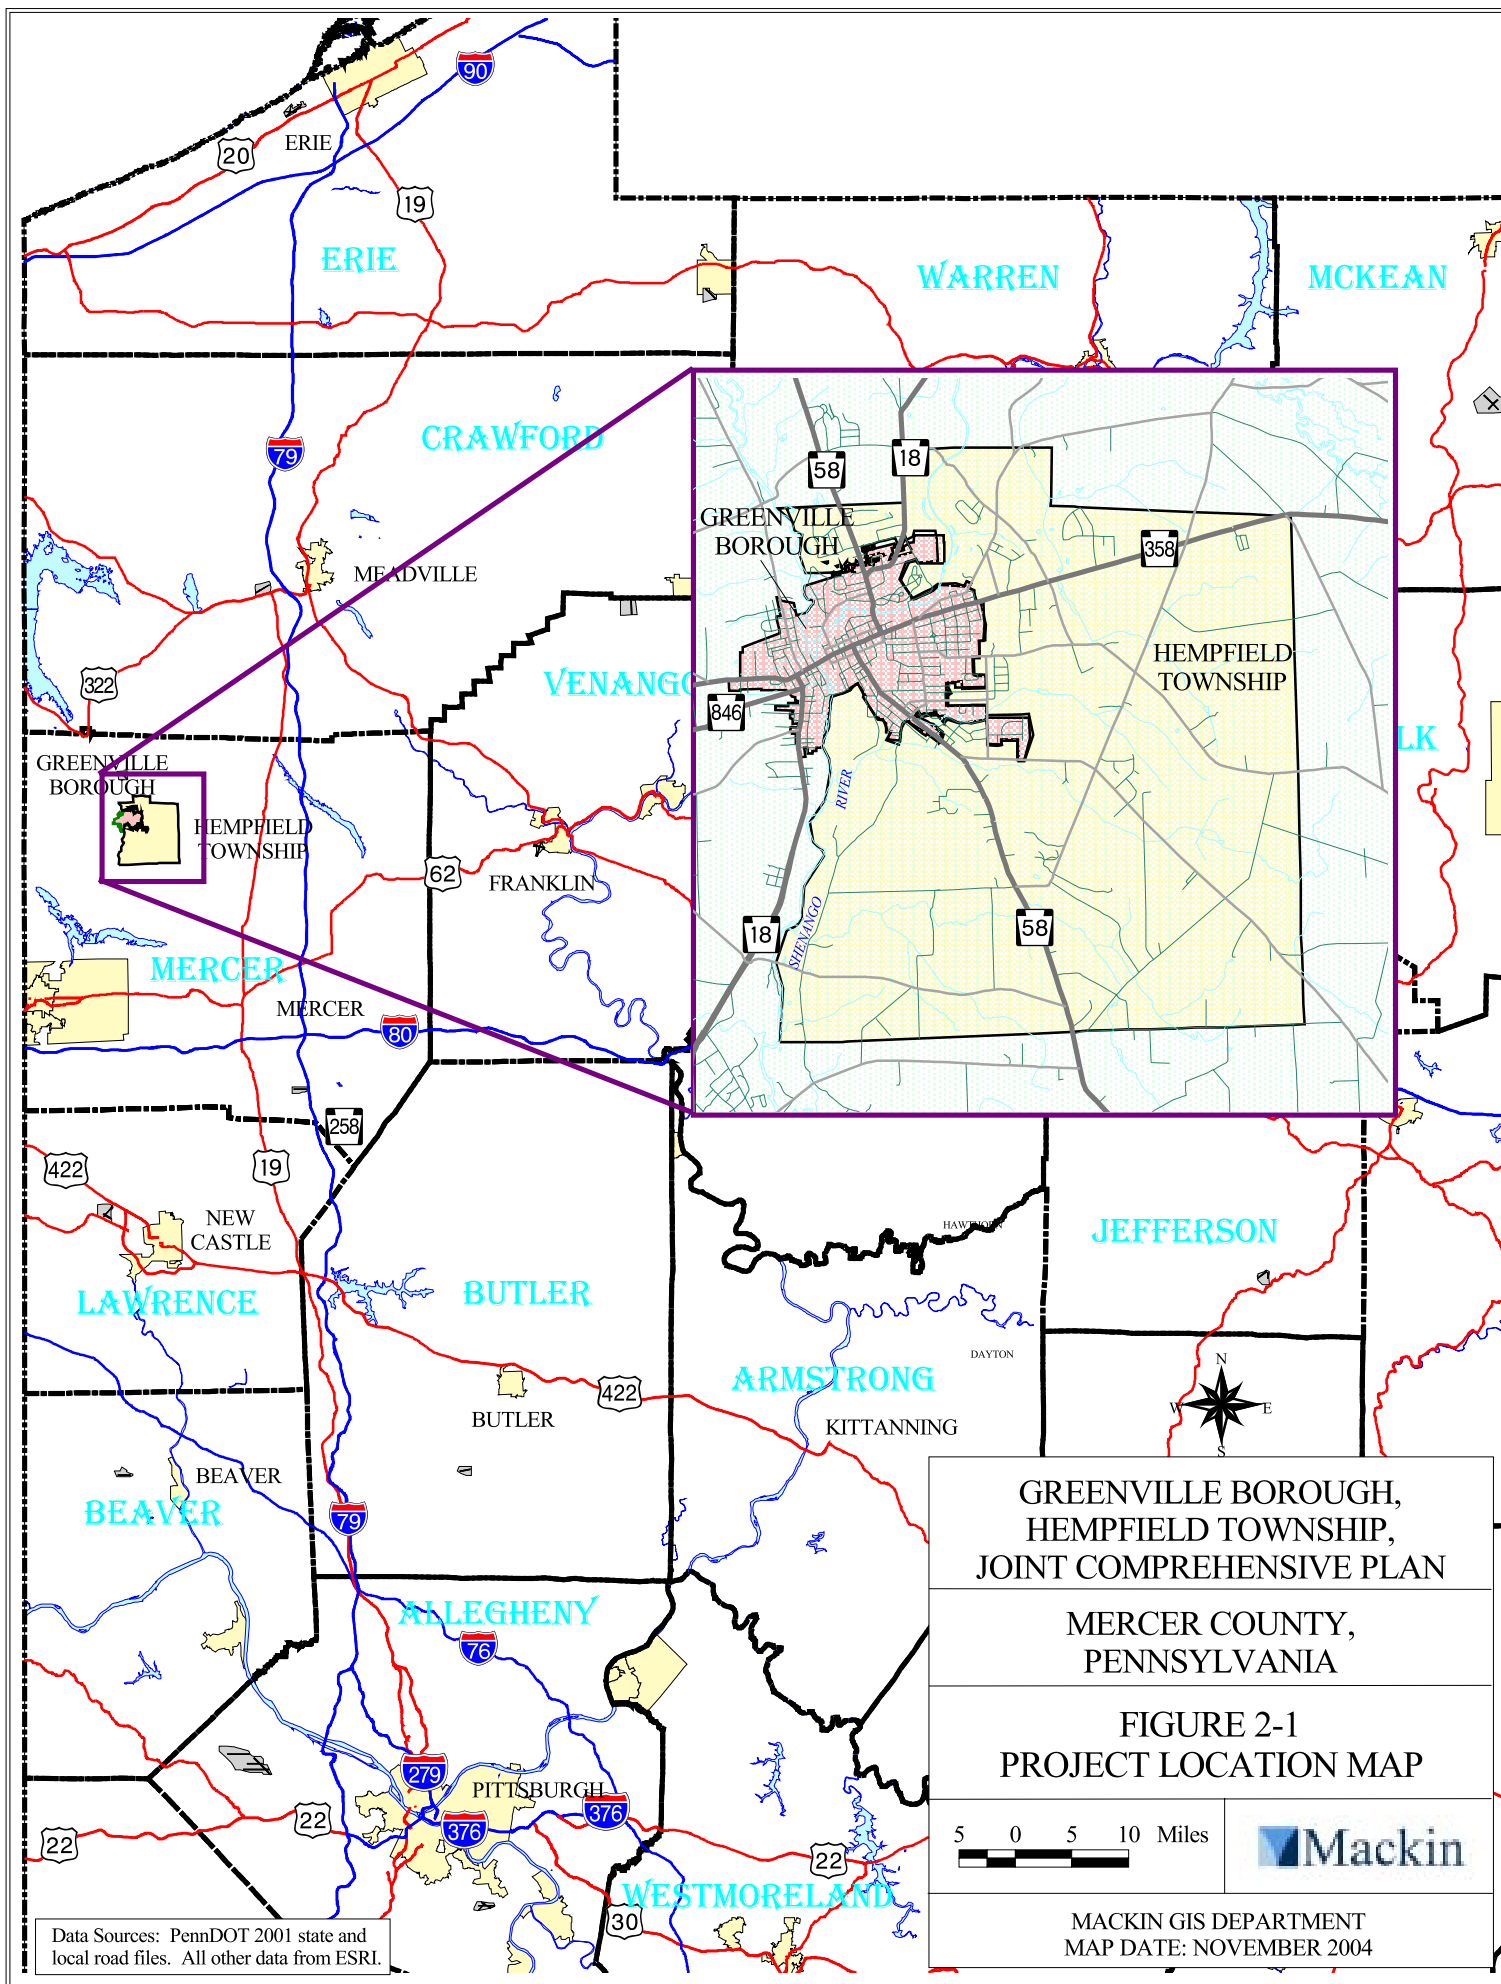 90
20
ERIE
19
ERIE
WARREN
MCKEAN
CRAWFORD
79
58
18
GREENVILLE
BOROUGH
358
MEADVILLE
HEMPFIELD
TOWNSHIP
VENANGO
322
846
LK
GREENVILLE
BOROUGH
RIVER
HEMPFIELD
TOWNSHIP
62
FRANKLIN
18
58
SHENANGO
MERCER
MERCER
80
258
422
19
NEW
CASTLE
HAWTHORN
JEFFERSON
LAWRENCE
BUTLER
DAYTON
ARMSTRONG
N
W
E
S
422
BUTLER
KITTANNING
BEAVER
BEAVER
79
GREENVILLE BOROUGH,
HEMPFIELD TOWNSHIP,
JOINT COMPREHENSIVE PLAN
ALLEGHENY
76
MERCER COUNTY,
PENNSYLVANIA
FIGURE 2-1
PROJECT LOCATION MAP
279
PITTSBURGH
376
376
22
22
22
5 0 5 10 Miles
Mackin
WESTMORELAND
30
MACKIN GIS DEPARTMENT
MAP DATE: NOVEMBER 2004
Data Sources: PennDOT 2001 state and
local road files. All other data from ESRI.